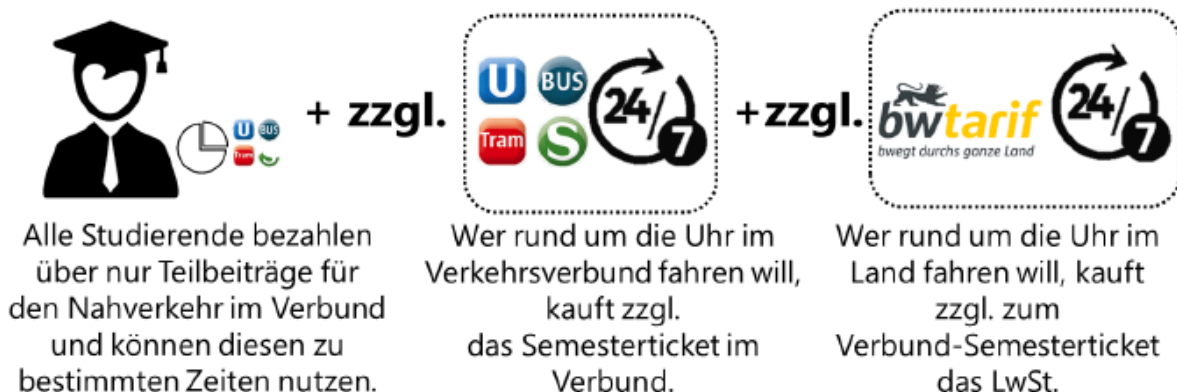 U BUS
Tram
+ zzgl.
U BUS
Tram S
24/7
+ zzgl.
bwtarif
bwegt durchs ganze Land
24/7
Alle Studierende bezahlen
über nur Teilbeiträge für
den Nahverkehr im Verbund
und können diesen zu
bestimmten Zeiten nutzen.
Wer rund um die Uhr im
Verkehrsverbund fahren will,
kauft zzgl.
das Semesterticket im
Verbund.
Wer rund um die Uhr im
Land fahren will, kauft
zzgl. zum
Verbund-Semesterticket
das LwSt.